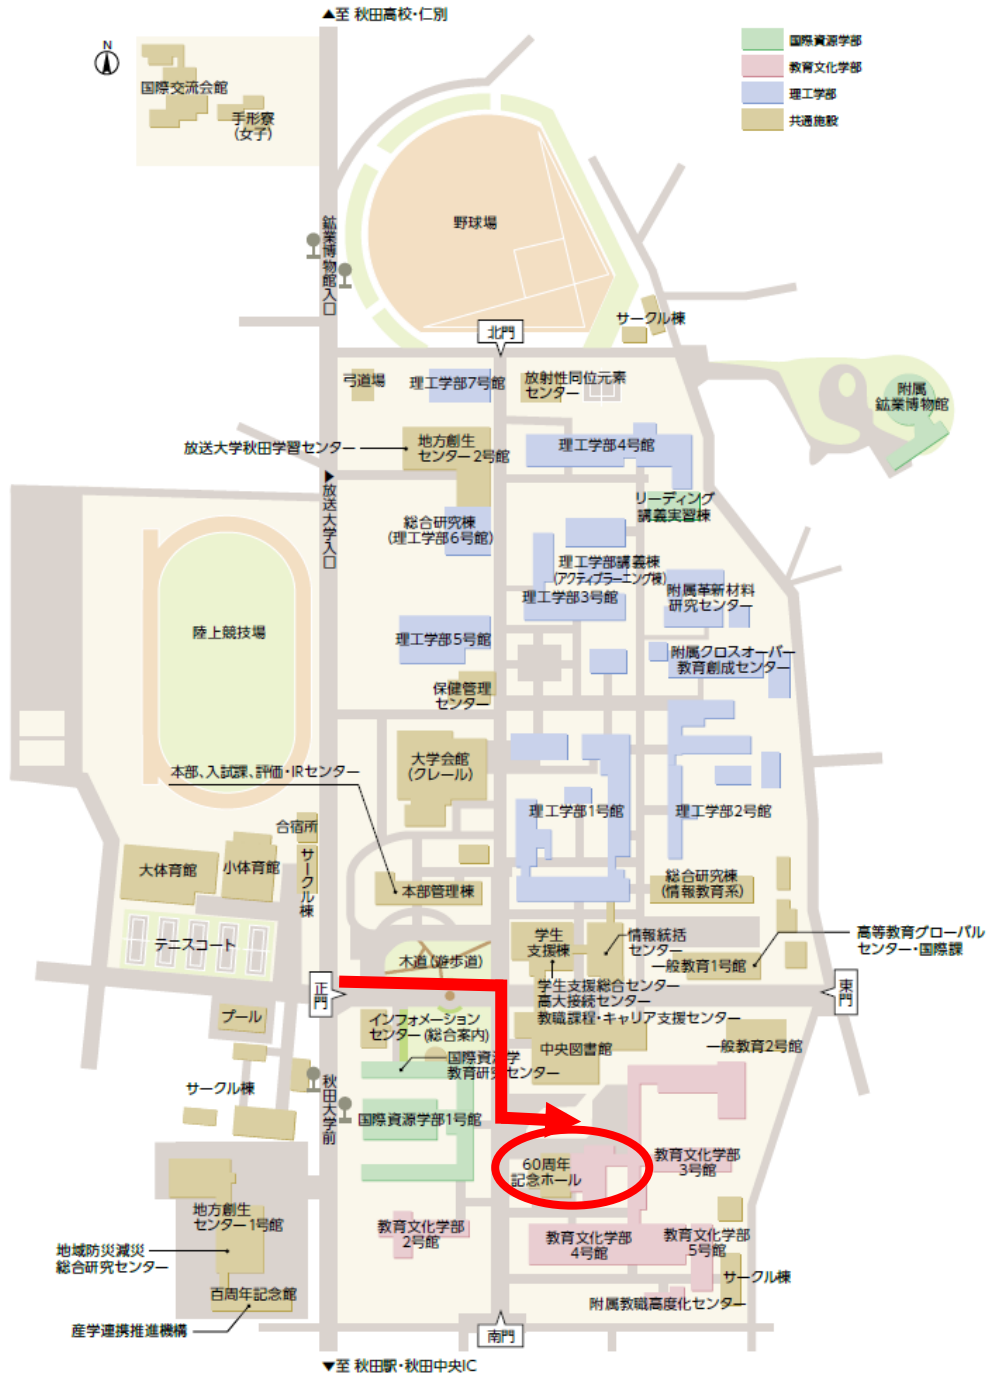 ▲至 秋田高校・仁別
N
国際資源学部
教育文化学部
理工学部
共通施設
国際交流会館
手形寮
(女子)
鉱業博物館入口
野球場
サークル棟
北門
弓道場
理工学部7号館
放射性同位元素
センター
附属
鉱業博物館
放送大学秋田学習センター
地方創生
センター2号館
理工学部4号館
▶放送大学入口
リーディング
講義実習棟
総合研究棟
(理工学部6号館)
理工学部講義棟
(アクティブラーニング棟)
理工学部3号館
附属革新材料
研究センター
陸上競技場
理工学部5号館
附属クロスオーバー
教育創成センター
保健管理
センター
大学会館
(クレール)
本部、入試課、評価・IRセンター
理工学部1号館
理工学部2号館
合宿所
サークル棟
大体育館
小体育館
本部管理棟
総合研究棟
(情報教育系)
テニスコート
木道(遊歩道)
学生
支援棟
情報統括
センター
一般教育1号館
高等教育グローバル
センター・国際課
学生支援総合センター
高大接続センター
教職課程・キャリア支援センター
正門
東門
プール
インフォメーション
センター(総合案内)
中央図書館
一般教育2号館
国際資源学
教育研究センター
サークル棟
秋田大学前
国際資源学部1号館
60周年
記念ホール
教育文化学部
3号館
地方創生
センター1号館
教育文化学部
2号館
教育文化学部
4号館
教育文化学部
5号館
地域防災減災
総合研究センター
サークル棟
百周年記念館
附属教職高度化センター
産学連携推進機構
南門
▼至 秋田駅・秋田中央IC